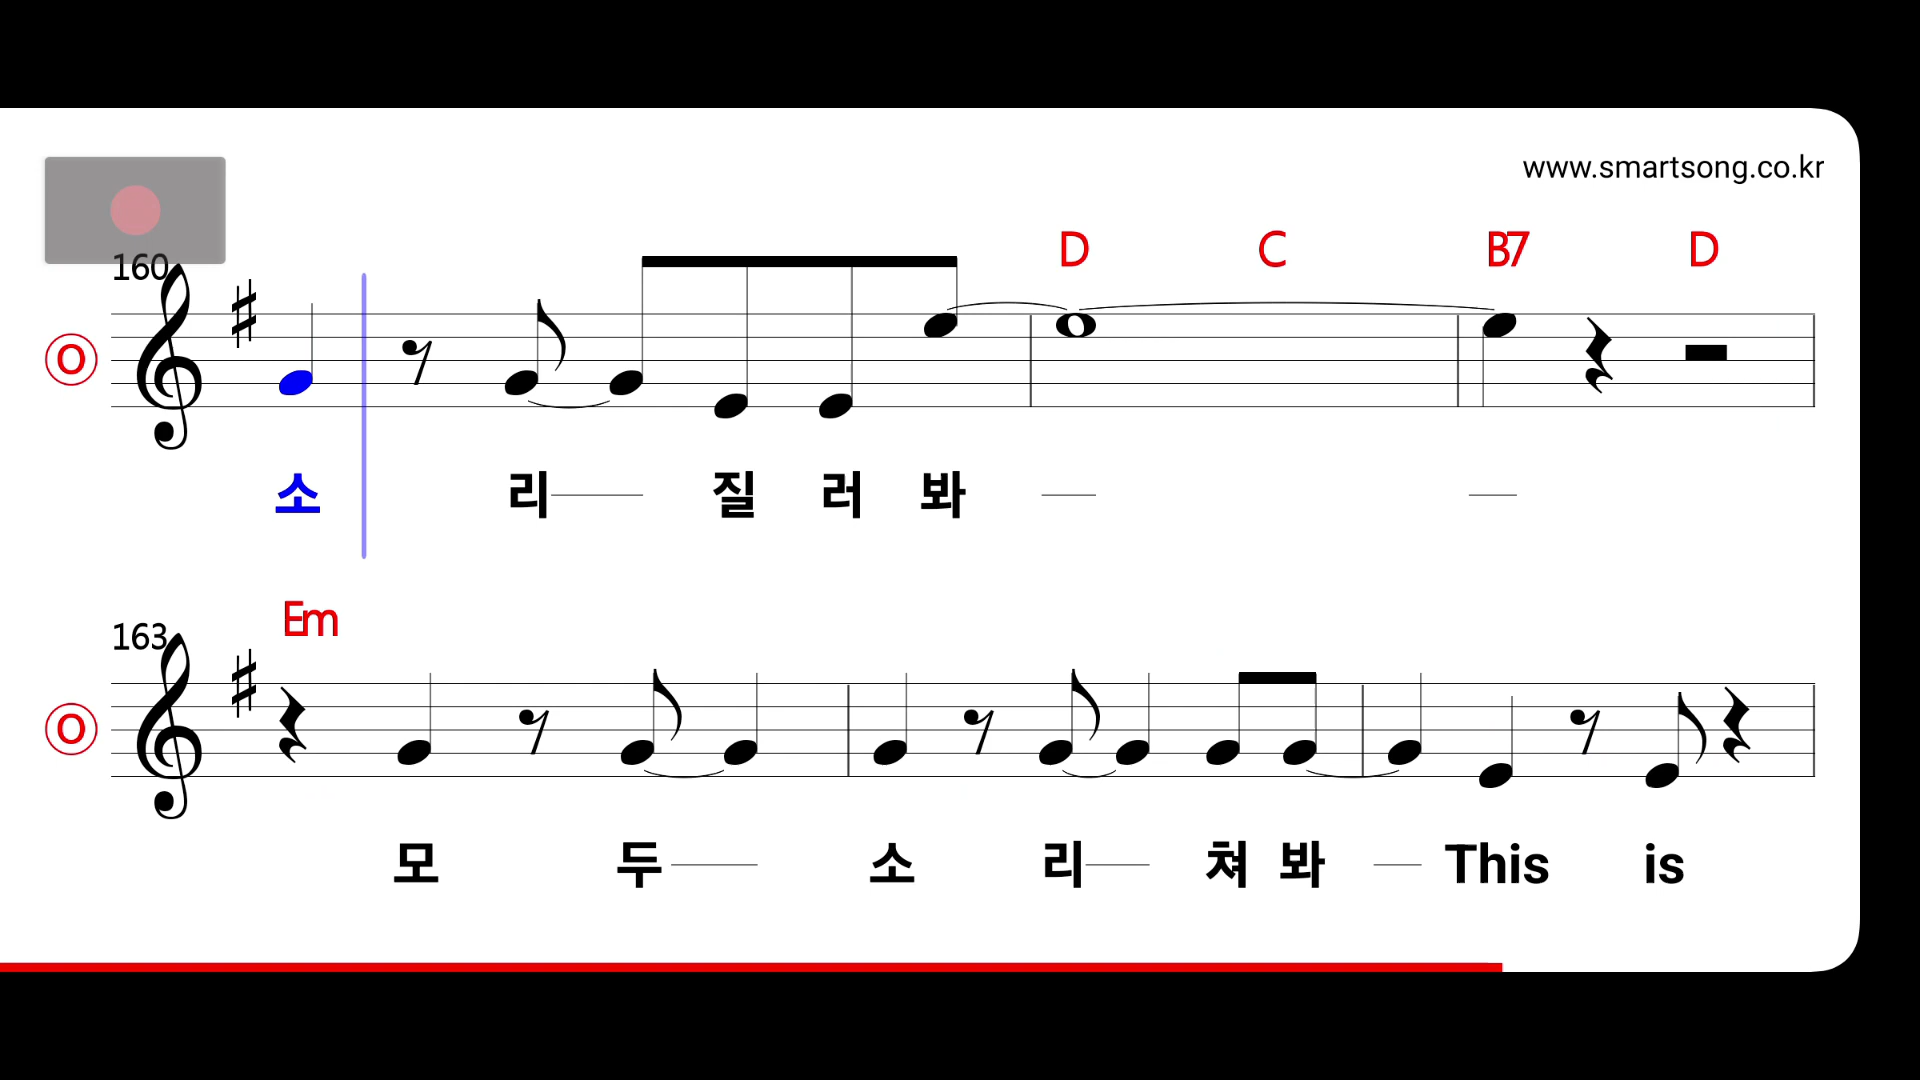 www.smartsong.co.kr
160
D C B7 D
O
소 리 질 러 봐
163
Em
O
모 두 소 리 쳐 봐 This is